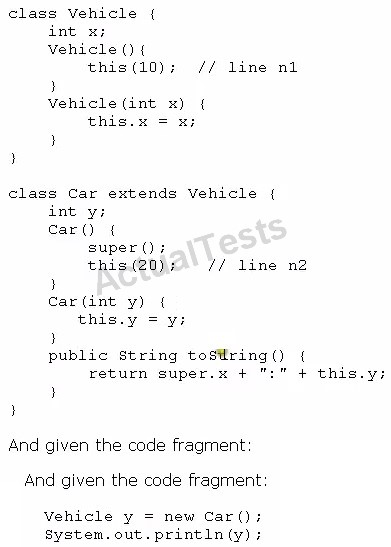 class Vehicle {
int x;
Vehicle(){
this(10); // line n1
}
Vehicle(int x) {
this.x = x;
}
}
class Car extends Vehicle {
int y;
Car() {
super();
this(20); // line n2
}
Car(int y) {
this.y = y;
}
public String toString() {
return super.x + ":" + this.y;
}
}
ActualTests
And given the code fragment:
And given the code fragment:
Vehicle y = new Car();
System.out.println(y);